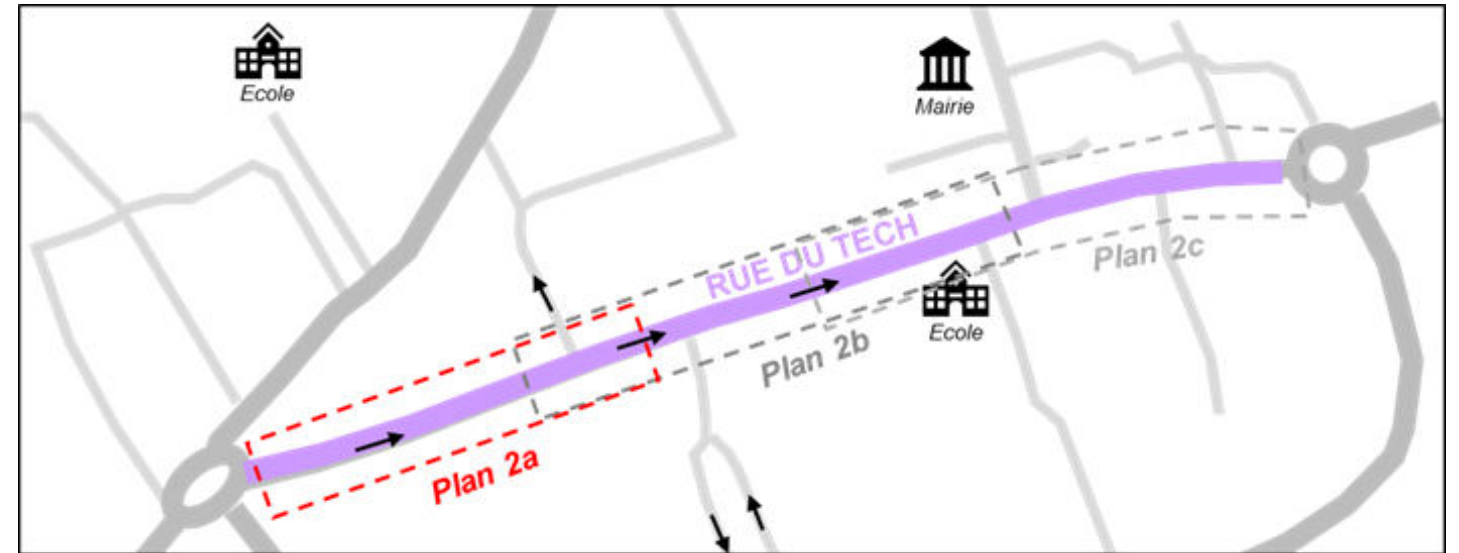 Ecole
Mairie
RUE DU TECH
Plan 2c
Ecole
Plan 2b
Plan 2a